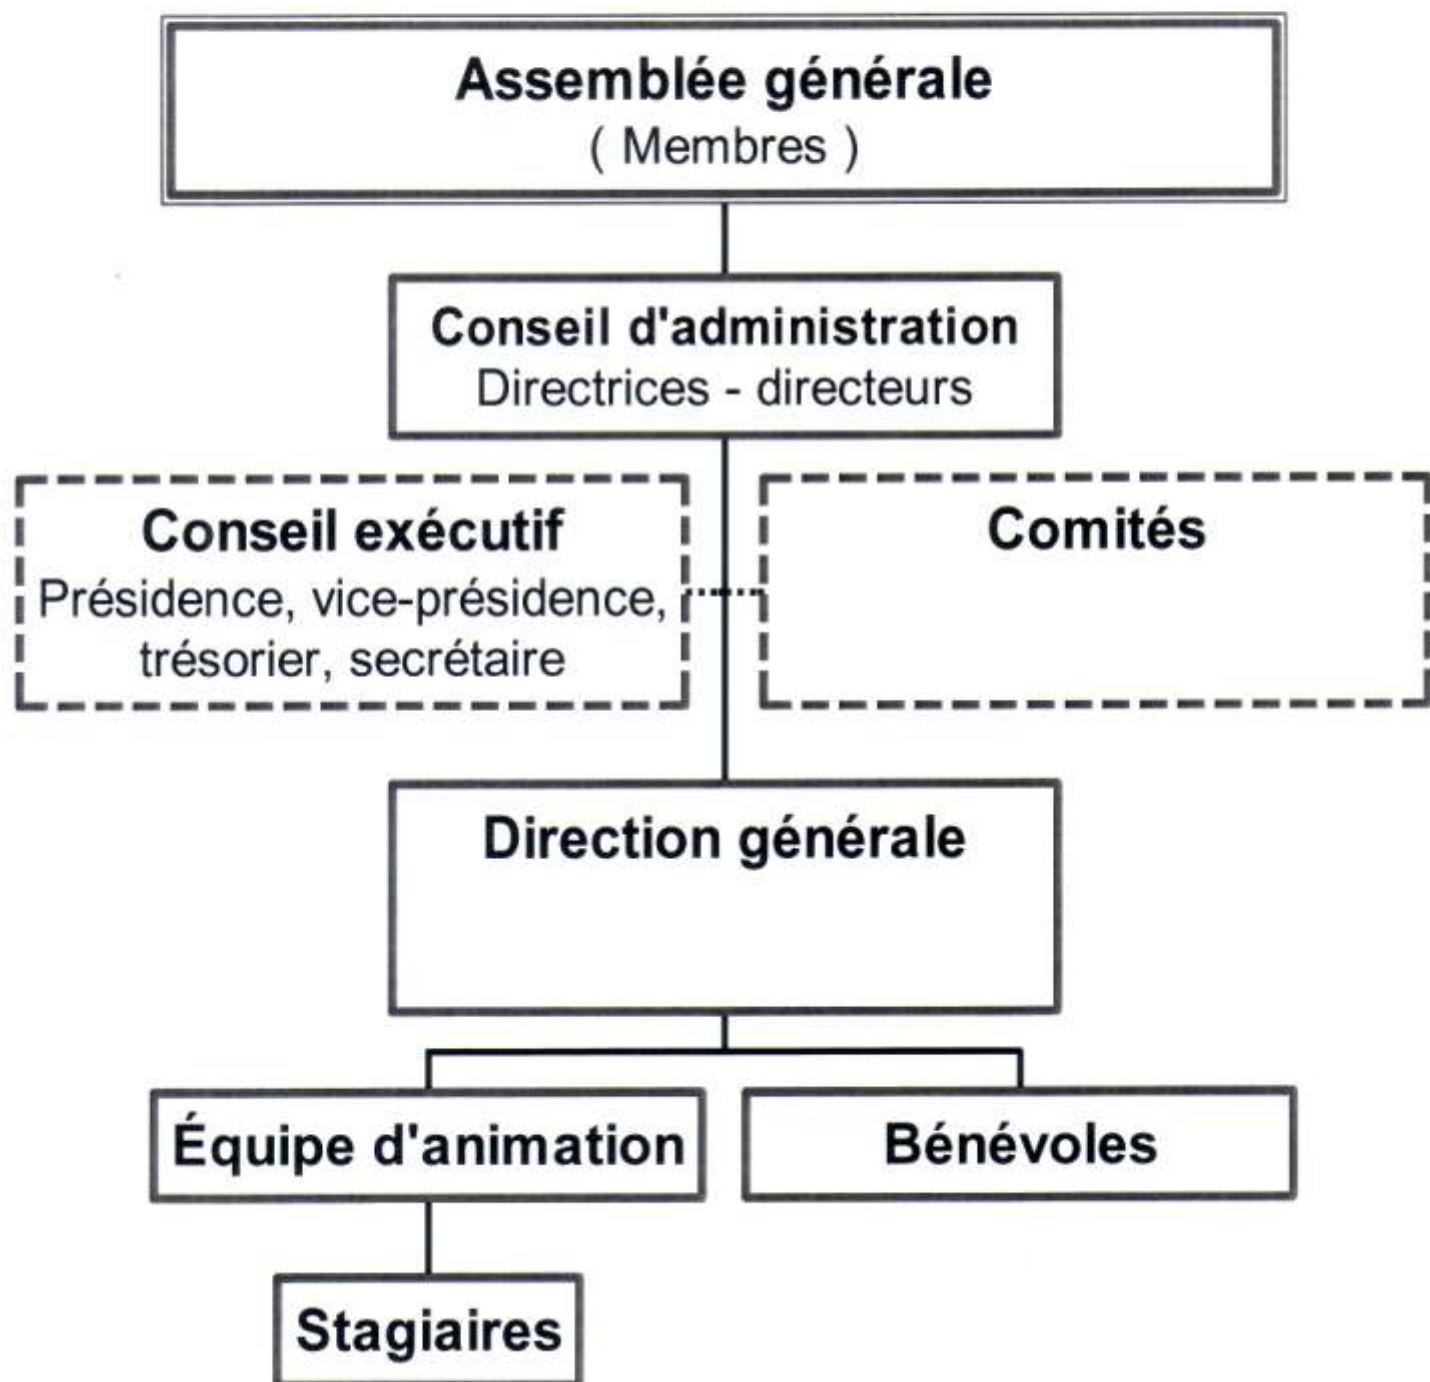 Assemblée générale
( Membres )
Conseil d'administration
Directrices - directeurs
Conseil exécutif
Présidence, vice-présidence,
trésorier, secrétaire
Comités
Direction générale
Équipe d'animation
Bénévoles
Stagiaires